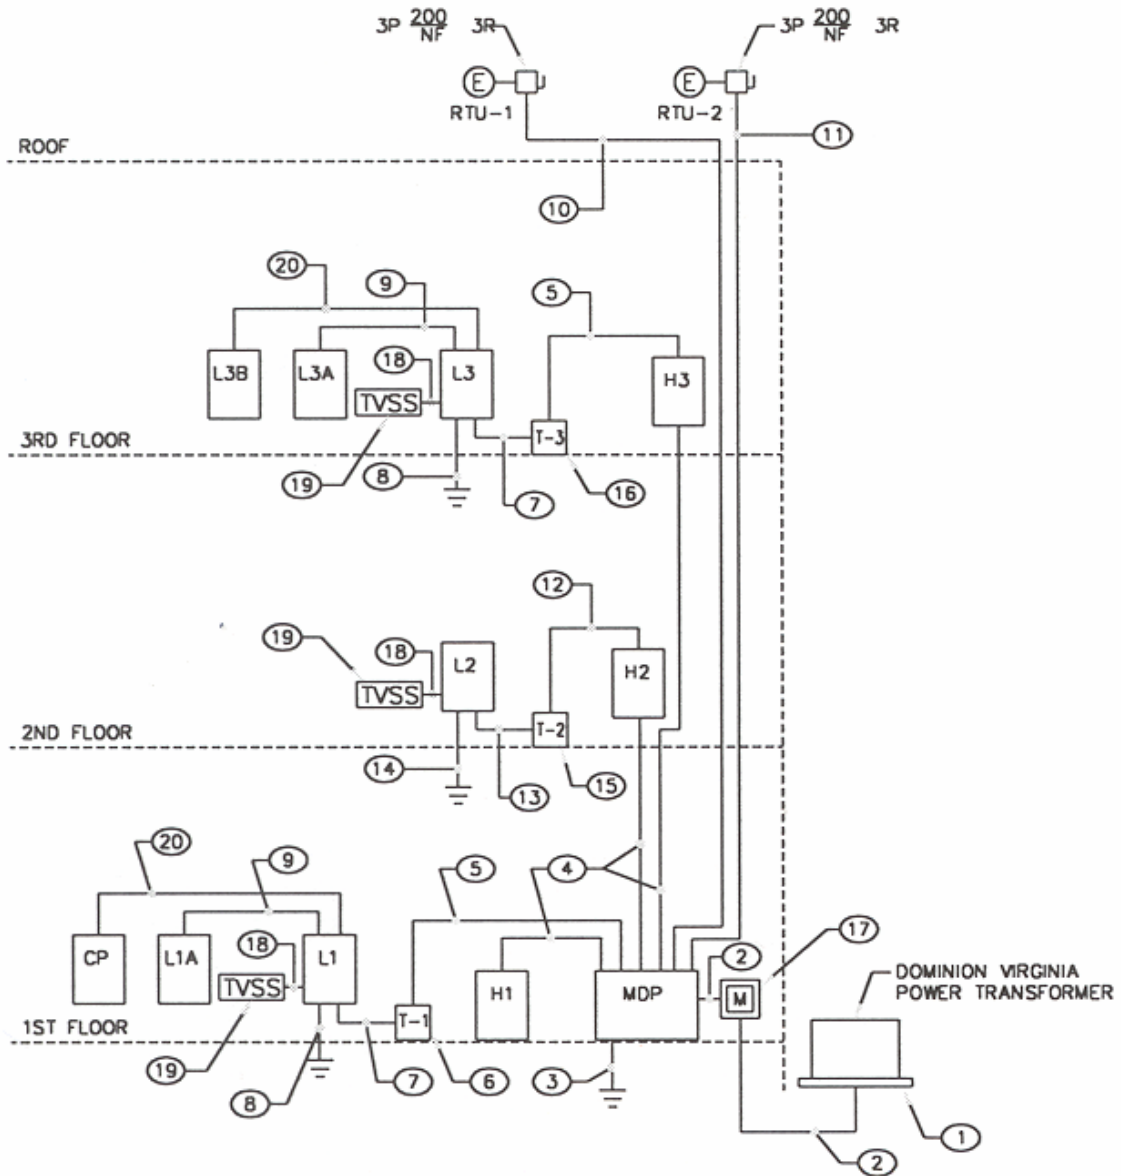 3P 200/NF 3R
3P 200/NF 3R
E
E
RTU-1
RTU-2
11
ROOF
10
20
9
5
L3B
L3A
18
L3
H3
TVSS
T-3
3RD FLOOR
19
8
7
16
12
19
18
L2
H2
TVSS
T-2
2ND FLOOR
14
13
15
20
9
5
4
17
CP
L1A
18
L1
2
DOMINION VIRGINIA
POWER TRANSFORMER
TVSS
H1
MDP
M
T-1
1ST FLOOR
19
8
7
6
3
2
1